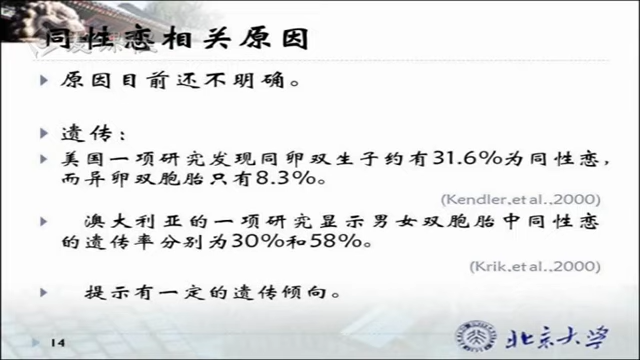 同性恋相关原因
原因目前还不明确。
遗传:
美国一项研究发现同卵双生子约有31.6%为同性恋,
而异卵双胞胎只有8.3%。
(Kendler,et al.,2000)
澳大利亚的一项研究显示男女双胞胎中同性恋
的遗传率分别为30%和58%。
(Krik,et al.,2000)
提示有一定的遗传倾向。
14
北京大学